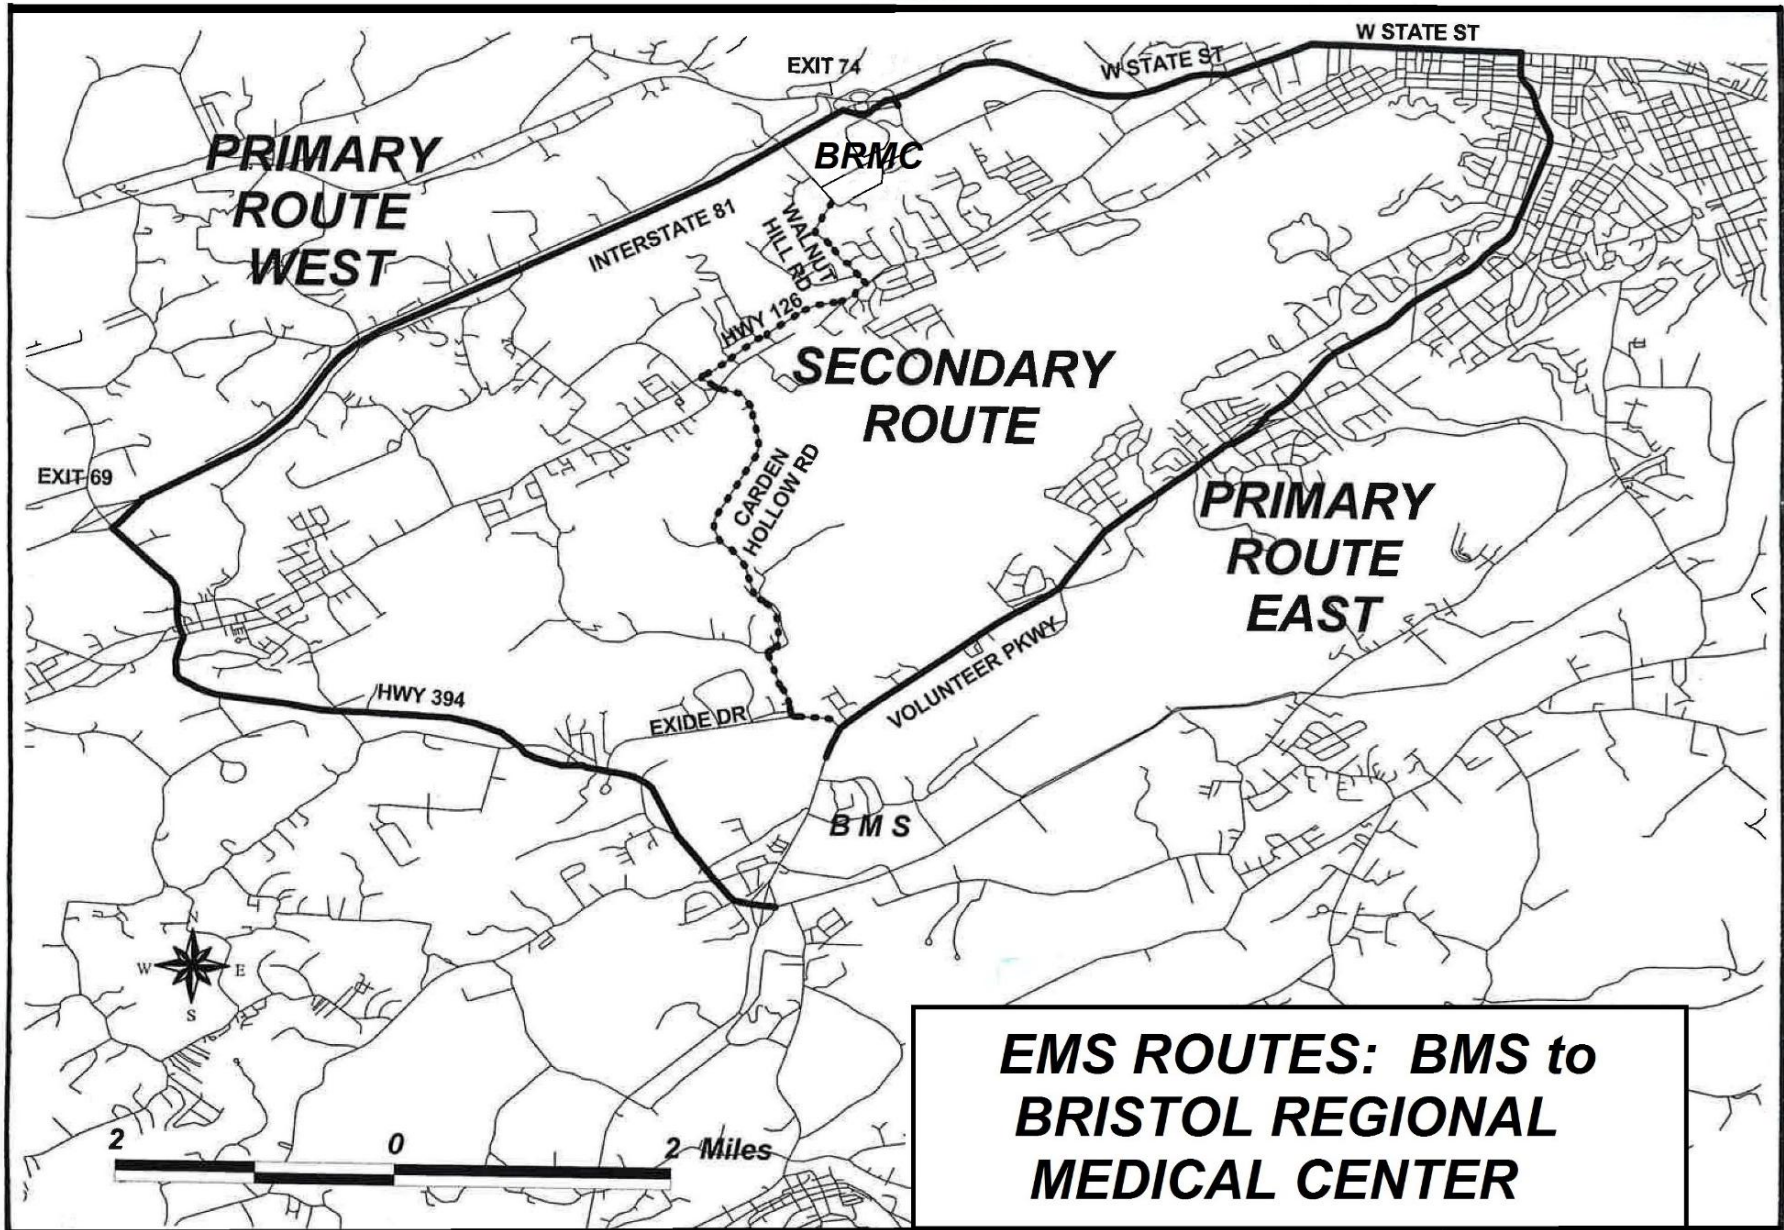 W STATE ST
EXIT 74
W STATE ST
PRIMARY
ROUTE
WEST
BRMC
INTERSTATE 81
WALNUT
HILL RD
HWY 126
SECONDARY
ROUTE
EXIT 69
CARDEN
HOLLOW RD
PRIMARY
ROUTE
EAST
HWY 394
EXIDE DR
VOLUNTEER PKWY
B M S
N
W E
S
2 0 2 Miles
EMS ROUTES: BMS to
BRISTOL REGIONAL
MEDICAL CENTER